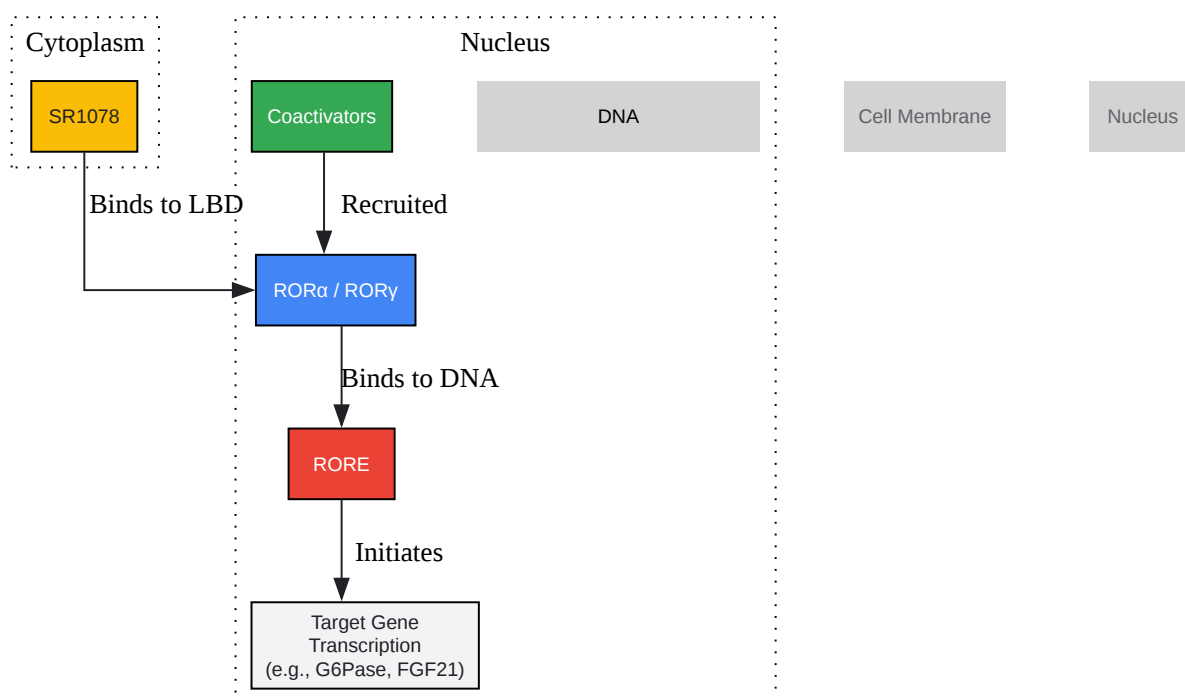 Cytoplasm
Nucleus
SR1078
Coactivators
DNA
Cell Membrane
Nucleus
Binds to LBD
Recruited
RORα / RORγ
Binds to DNA
RORE
Initiates
Target Gene
Transcription
(e.g., G6Pase, FGF21)